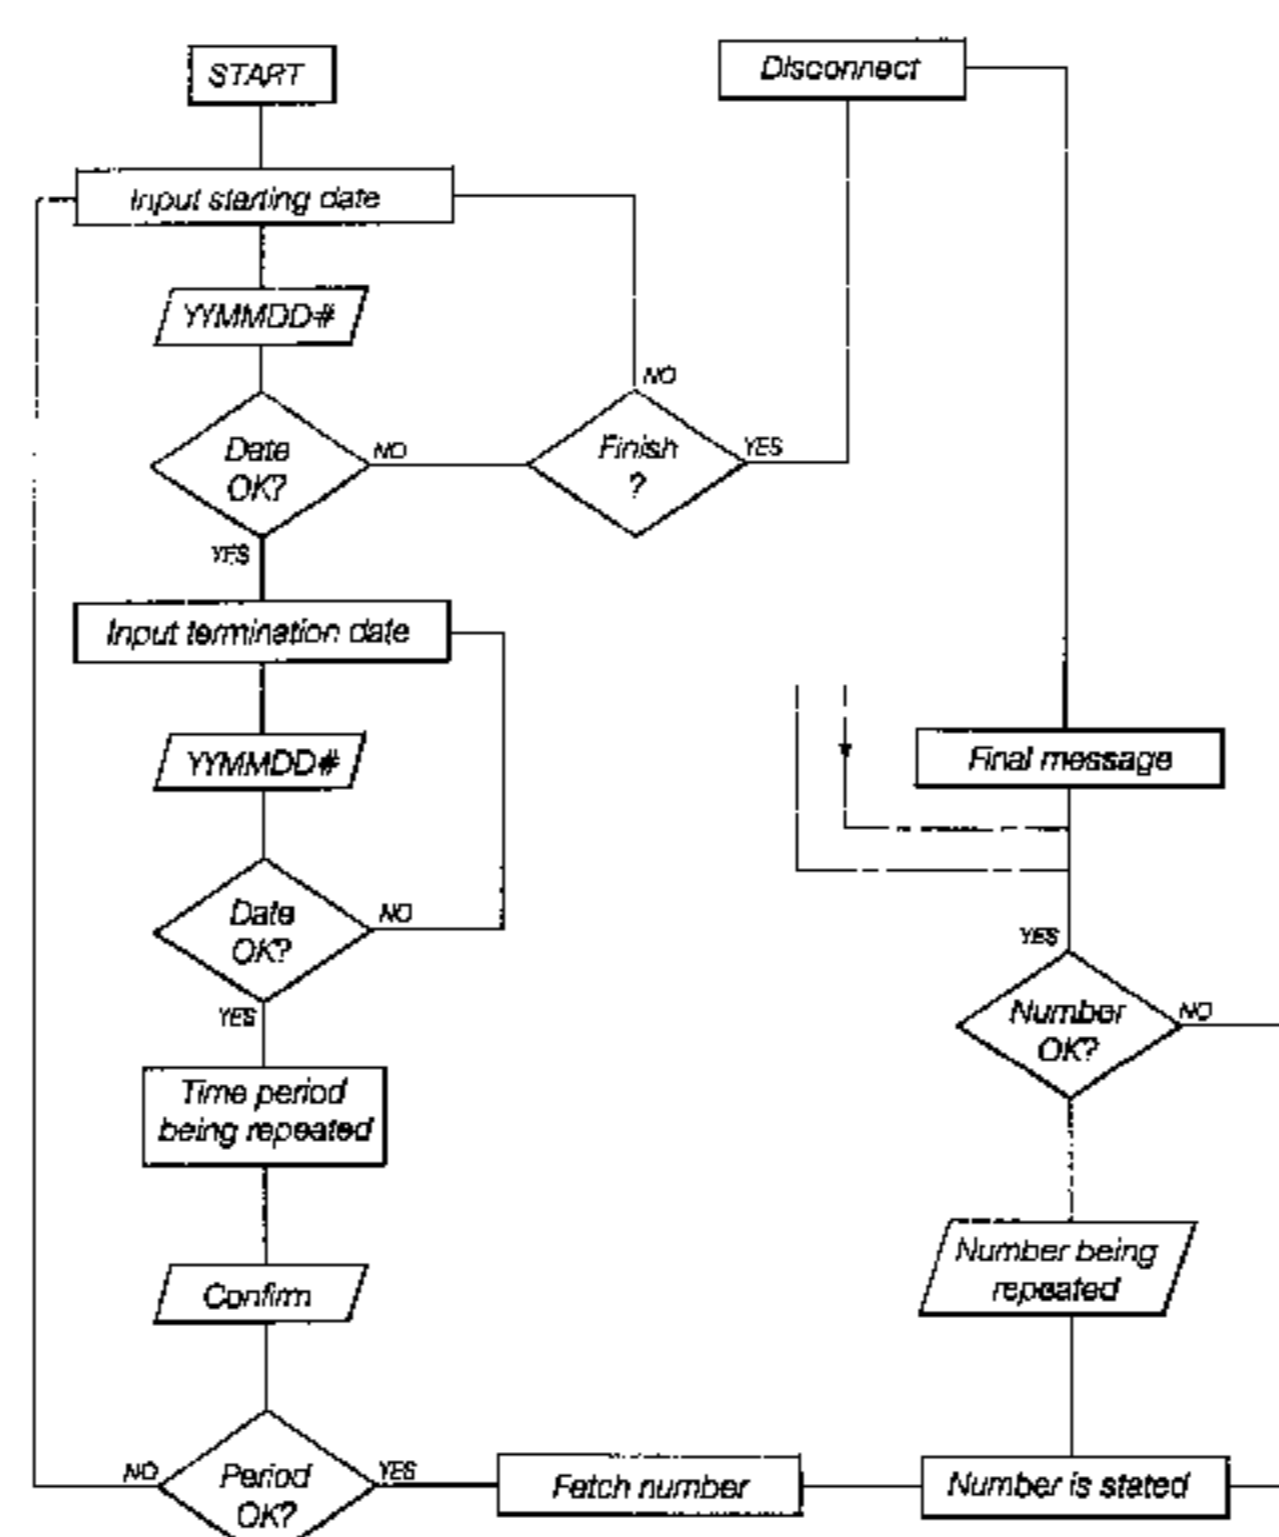 START
Disconnect
Input starting date
YYMMDD#
NO
Date
OK?
NO
Finish
?
YES
YES
Input termination date
YYMMDD#
Final message
Date
OK?
NO
YES
YES
Number
OK?
NO
Time period
being repeated
Number being
repeated
Confirm
NO
Period
OK?
YES
Fetch number
Number is stated